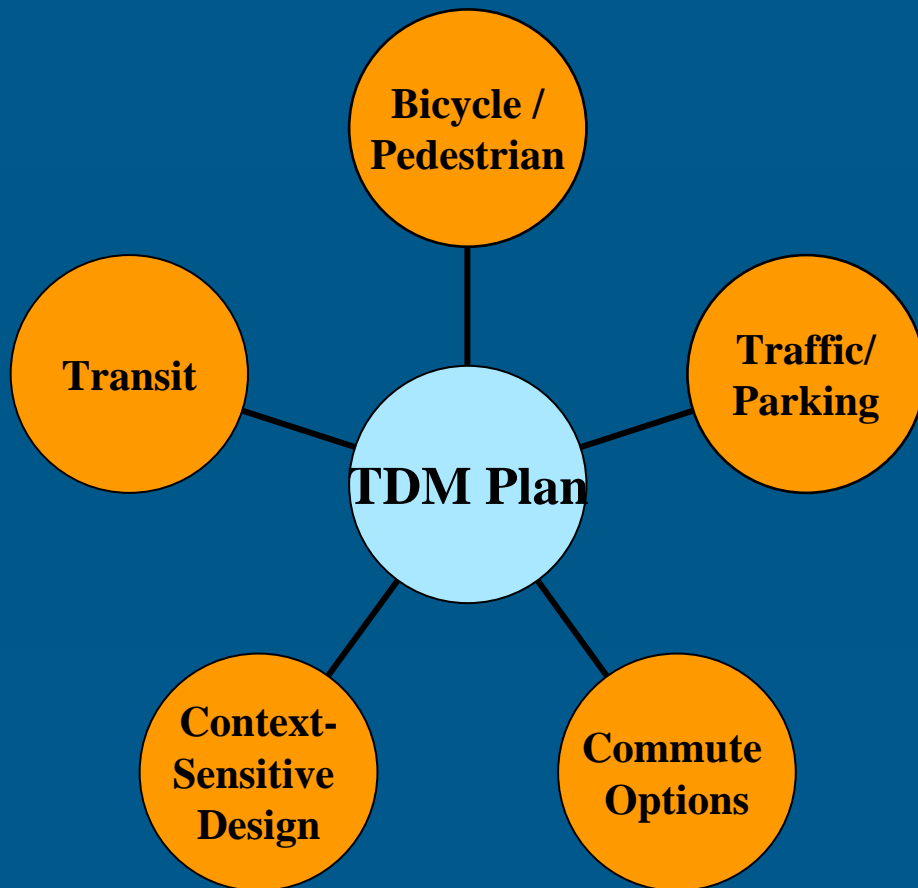 Bicycle /
Pedestrian
Transit
Traffic/
Parking
TDM Plan
Context-
Sensitive
Design
Commute
Options